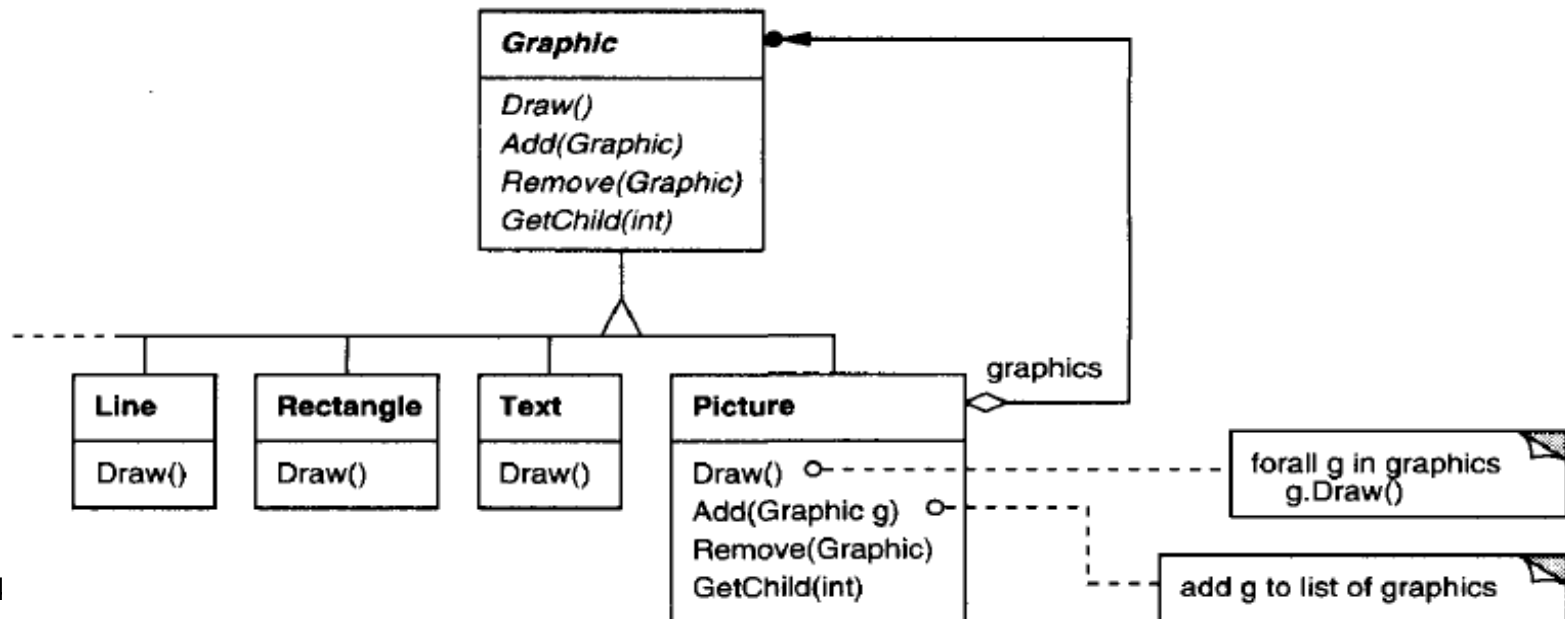 Graphic
Draw()
Add(Graphic)
Remove(Graphic)
GetChild(int)
graphics
Line
Draw()
Rectangle
Draw()
Text
Draw()
Picture
Draw()
Add(Graphic g)
Remove(Graphic)
GetChild(int)
forall g in graphics
g.Draw()
add g to list of graphics